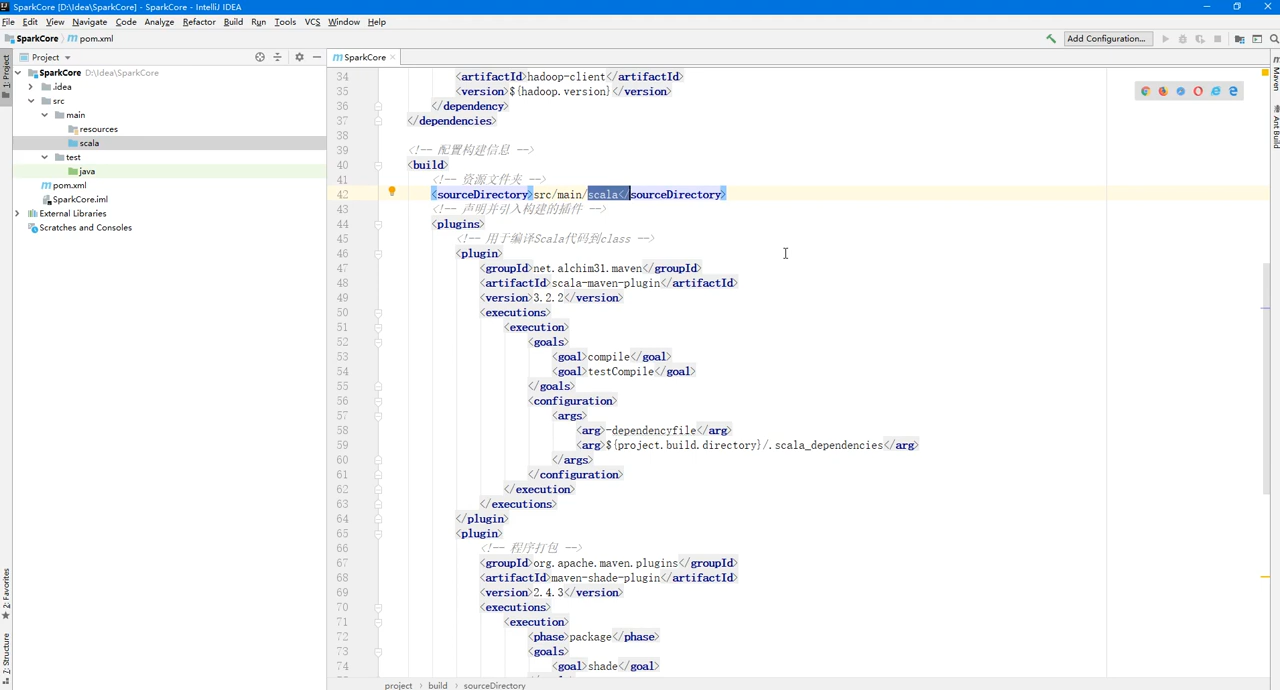 SparkCore [D:\Idea\SparkCore] - SparkCore - IntelliJ IDEA
File Edit View Navigate Code Analyze Refactor Build Run Tools VCS Window Help
SparkCore pom.xml
Add Configuration...
Project
SparkCore
SparkCore D:\Idea\SparkCore
.idea
src
main
resources
scala
test
java
pom.xml
SparkCore.iml
External Libraries
Scratches and Consoles
1: Project
2: Favorites
7: Structure
Maven
Ant Build
34 <artifactId>hadoop-client</artifactId>
35 <version>${hadoop.version}</version>
36 </dependency>
37 </dependencies>
38
39 <!-- 配置构建信息 -->
40 <build>
41 <!-- 资源文件夹 -->
42 <sourceDirectory>src/main/scala</sourceDirectory>
43 <!-- 声明并引入构建的插件 -->
44 <plugins>
45 <!-- 用于编译Scala代码到class -->
46 <plugin>
47 <groupId>net.alchim31.maven</groupId>
48 <artifactId>scala-maven-plugin</artifactId>
49 <version>3.2.2</version>
50 <executions>
51 <execution>
52 <goals>
53 <goal>compile</goal>
54 <goal>testCompile</goal>
55 </goals>
56 <configuration>
57 <args>
58 <arg>-dependencyfile</arg>
59 <arg>${project.build.directory}/.scala_dependencies</arg>
60 </args>
61 </configuration>
62 </execution>
63 </executions>
64 </plugin>
65 <plugin>
66 <!-- 程序打包 -->
67 <groupId>org.apache.maven.plugins</groupId>
68 <artifactId>maven-shade-plugin</artifactId>
69 <version>2.4.3</version>
70 <executions>
71 <execution>
72 <phase>package</phase>
73 <goals>
74 <goal>shade</goal>
project › build › sourceDirectory